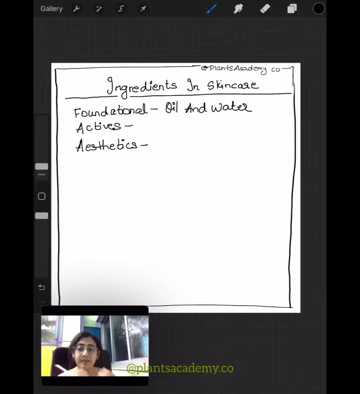 Gallery
@PlantsAcademy.co
Ingredients In Skincare
Foundational - Oil And Water
Actives -
Aesthetics -
@plantsacademy.co